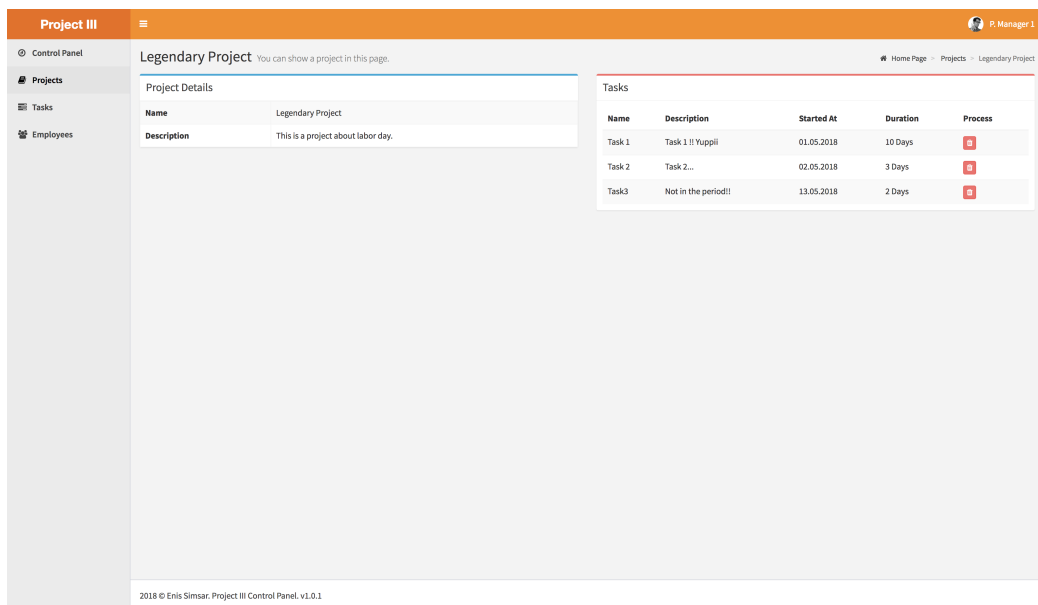 Project III
P. Manager 1
Control Panel
Projects
Tasks
Employees
Legendary Project You can show a project in this page.
Home Page > Projects > Legendary Project
Project Details
Name Legendary Project
Description This is a project about labor day.
Tasks
Name Description Started At Duration Process
Task 1 Task 1 !! Yuppii 01.05.2018 10 Days
Task 2 Task 2... 02.05.2018 3 Days
Task3 Not in the period!! 13.05.2018 2 Days
2018 © Enis Simsar. Project III Control Panel. v1.0.1